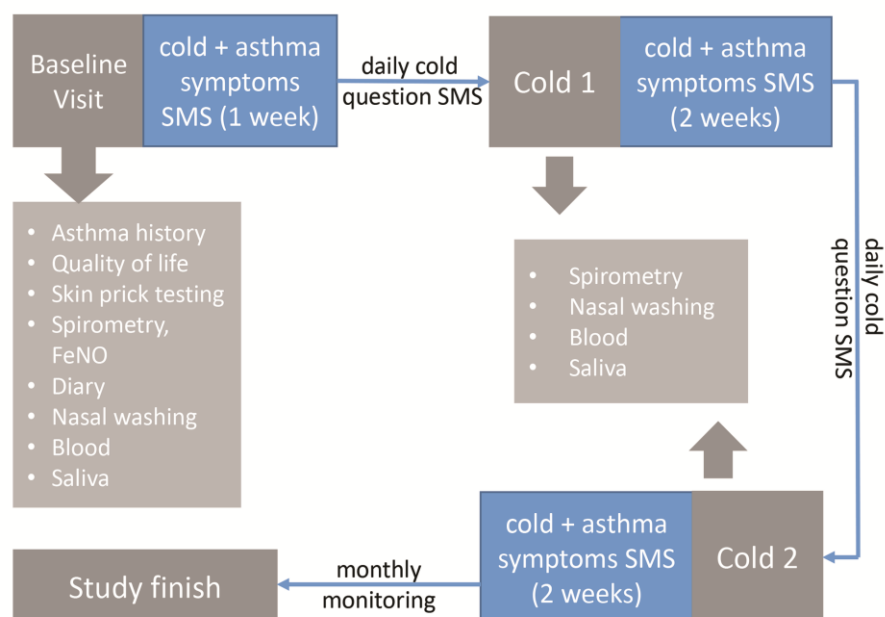 Baseline
Visit
cold + asthma
symptoms
SMS (1 week)
daily cold
question SMS
Cold 1
cold + asthma
symptoms SMS
(2 weeks)
• Asthma history
• Quality of life
• Skin prick testing
• Spirometry,
FeNO
• Diary
• Nasal washing
• Blood
• Saliva
• Spirometry
• Nasal washing
• Blood
• Saliva
daily cold
question SMS
cold + asthma
symptoms SMS
(2 weeks)
Cold 2
monthly
monitoring
Study finish